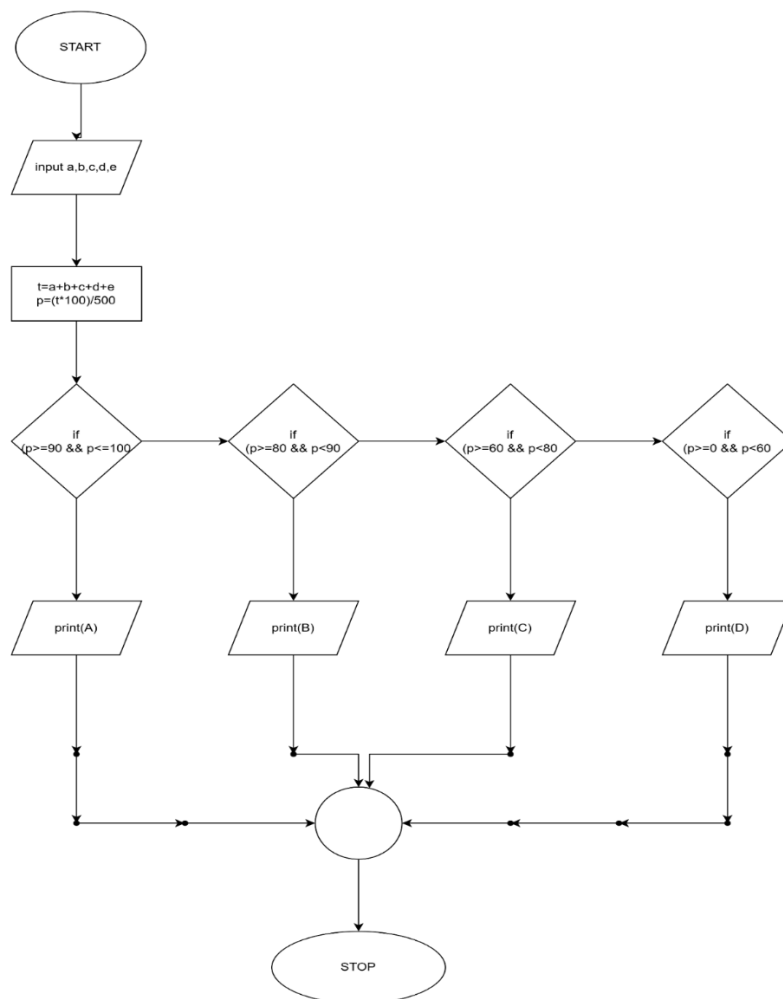 START
input a,b,c,d,e
t=a+b+c+d+e
p=(t*100)/500
if
(p>=90 && p<=100
if
(p>=80 && p<90
if
(p>=60 && p<80
if
(p>=0 && p<60
print(A)
print(B)
print(C)
print(D)
STOP